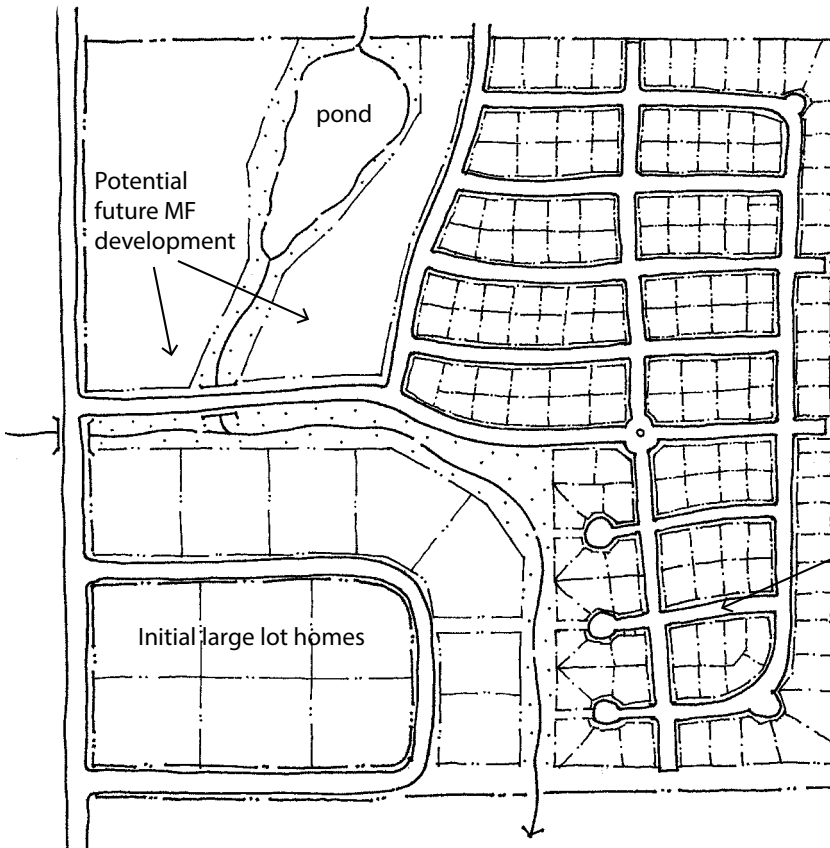 pond
Potential
future MF
development
Initial large lot homes